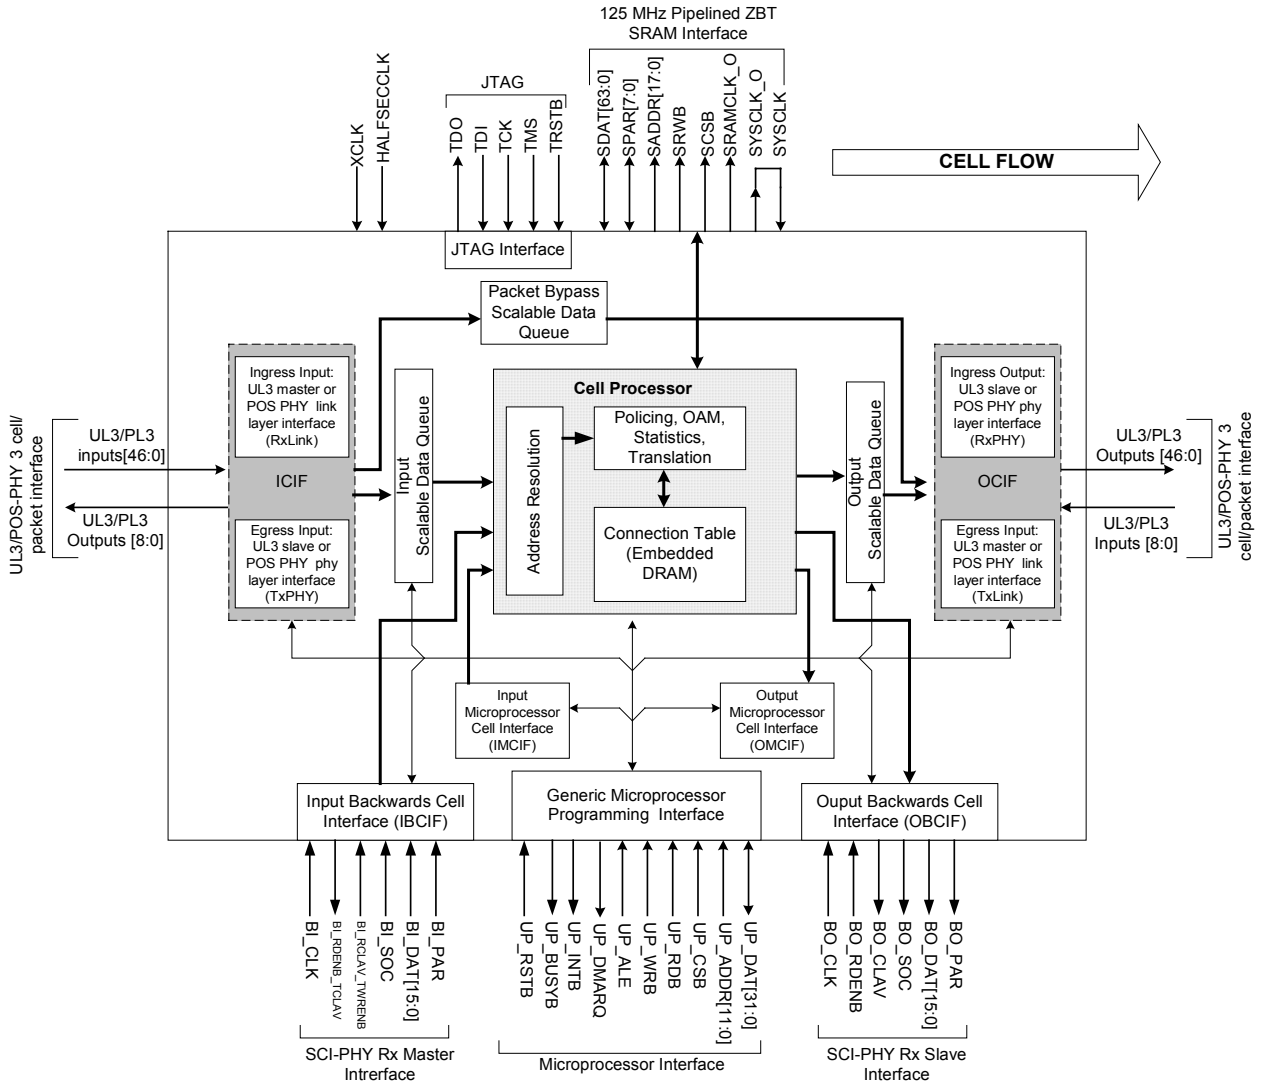 125 MHz Pipelined ZBT
SRAM Interface
JTAG
XCLK
HALFSECCLK
TDO
TDI
TCK
TMS
TRSTB
SDAT[63:0]
SPAR[7:0]
SADDR[17:0]
SRWB
SCSB
SRAMCLK_O
SYSCLK_O
SYSCLK
CELL FLOW
JTAG Interface
Packet Bypass
Scalable Data
Queue
UL3/POS-PHY 3 cell/
packet interface
UL3/PL3
inputs[46:0]
UL3/PL3
Outputs [8:0]
Ingress Input:
UL3 master or
POS PHY link
layer interface
(RxLink)
ICIF
Egress Input:
UL3 slave or
POS PHY phy
layer interface
(TxPHY)
Input
Scalable Data Queue
Cell Processor
Address Resolution
Policing, OAM,
Statistics,
Translation
Connection Table
(Embedded
DRAM)
Output
Scalable Data Queue
Ingress Output:
UL3 slave or
POS PHY phy
layer interface
(RxPHY)
OCIF
Egress Input:
UL3 master or
POS PHY link
layer interface
(TxLink)
UL3/PL3
Outputs [46:0]
UL3/PL3
Inputs [8:0]
UL3/POS-PHY 3
cell/packet interface
Input
Microprocessor
Cell Interface
(IMCIF)
Output
Microprocessor
Cell Interface
(OMCIF)
Input Backwards Cell
Interface (IBCIF)
Generic Microprocessor
Programming Interface
Ouput Backwards Cell
Interface (OBCIF)
BI_CLK
BI_RDENB_TCLAV
BI_RCLAV_TWRENB
BI_SOC
BI_DAT[15:0]
BI_PAR
UP_RSTB
UP_BUSYB
UP_INTB
UP_DMARQ
UP_ALE
UP_WRB
UP_RDB
UP_CSB
UP_ADDR[11:0]
UP_DAT[31:0]
BO_CLK
BO_RDENB
BO_CLAV
BO_SOC
BO_DAT[15:0]
BO_PAR
SCI-PHY Rx Master
Intrerface
Microprocessor Interface
SCI-PHY Rx Slave
Interface